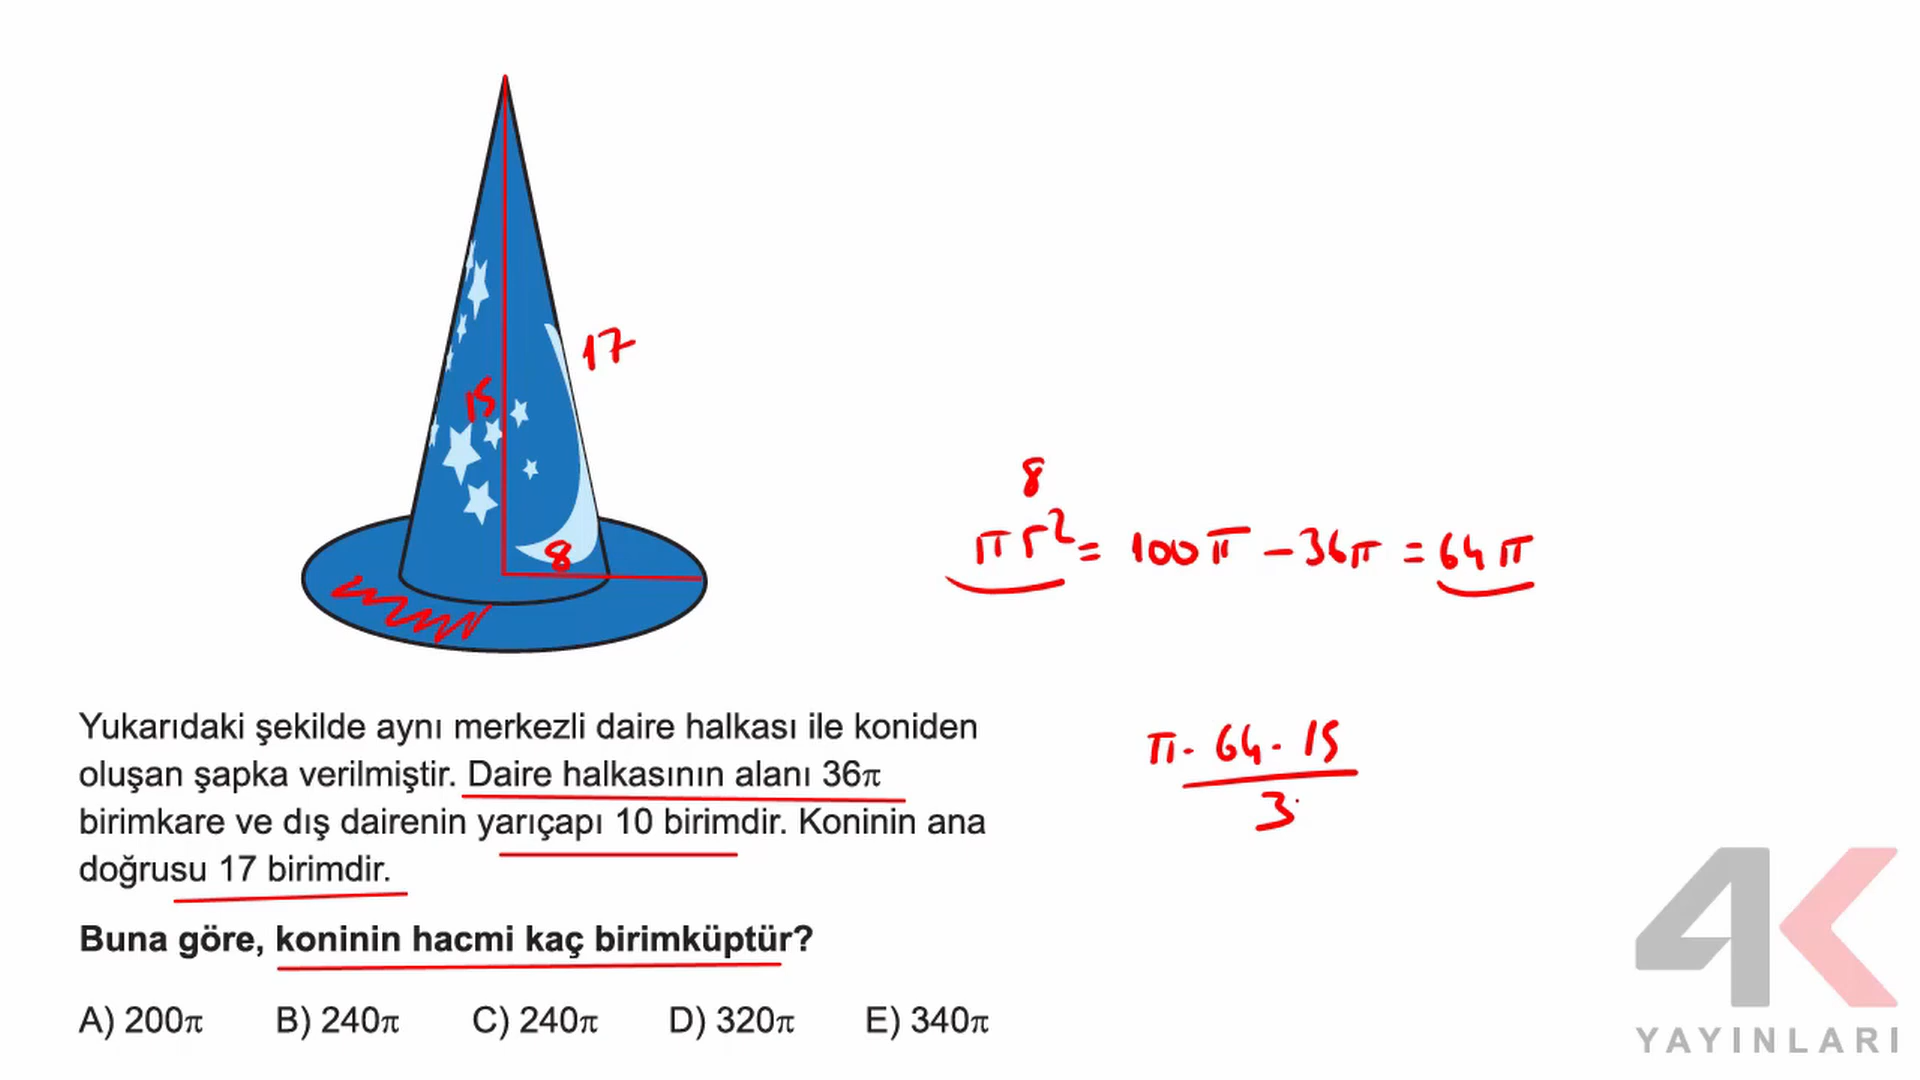 17
15
8
8
πr² = 100π - 36π = 64π
Yukarıdaki şekilde aynı merkezli daire halkası ile koniden
oluşan şapka verilmiştir. Daire halkasının alanı 36π
birimkare ve dış dairenin yarıçapı 10 birimdir. Koninin ana
doğrusu 17 birimdir.
π. 64. 15
3
Buna göre, koninin hacmi kaç birimküptür?
A) 200π B) 240π C) 240π D) 320π E) 340π
4K
YAYINLARI